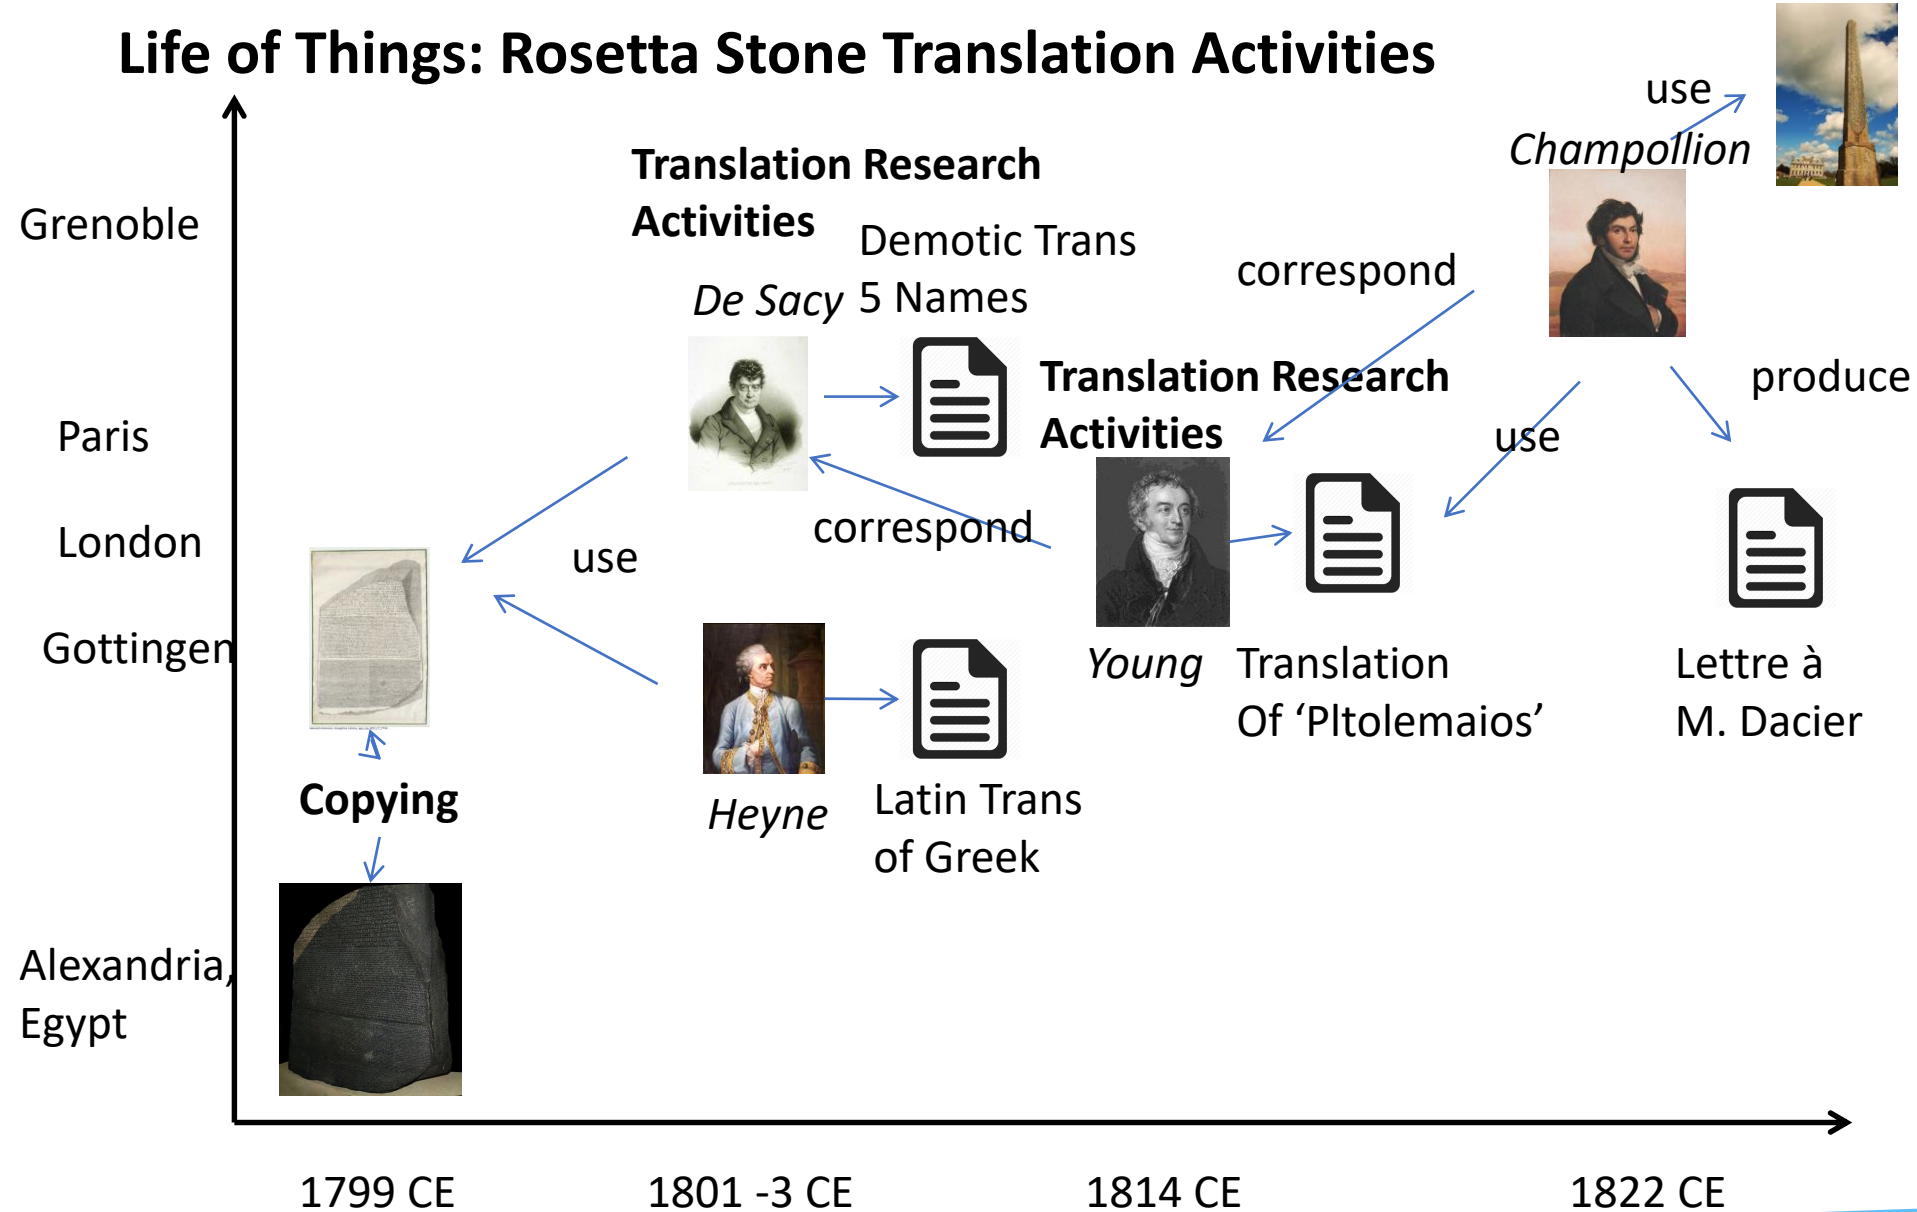 Life of Things: Rosetta Stone Translation Activities
use
Champollion
Translation Research
Activities
Grenoble
Demotic Trans
5 Names
De Sacy
correspond
Translation Research
Activities
produce
Paris
use
London
correspond
use
Gottingen
Young
Translation
Of ‘Pltolemaios’
Lettre à
M. Dacier
Copying
Heyne
Latin Trans
of Greek
Alexandria,
Egypt
1799 CE
1801 -3 CE
1814 CE
1822 CE